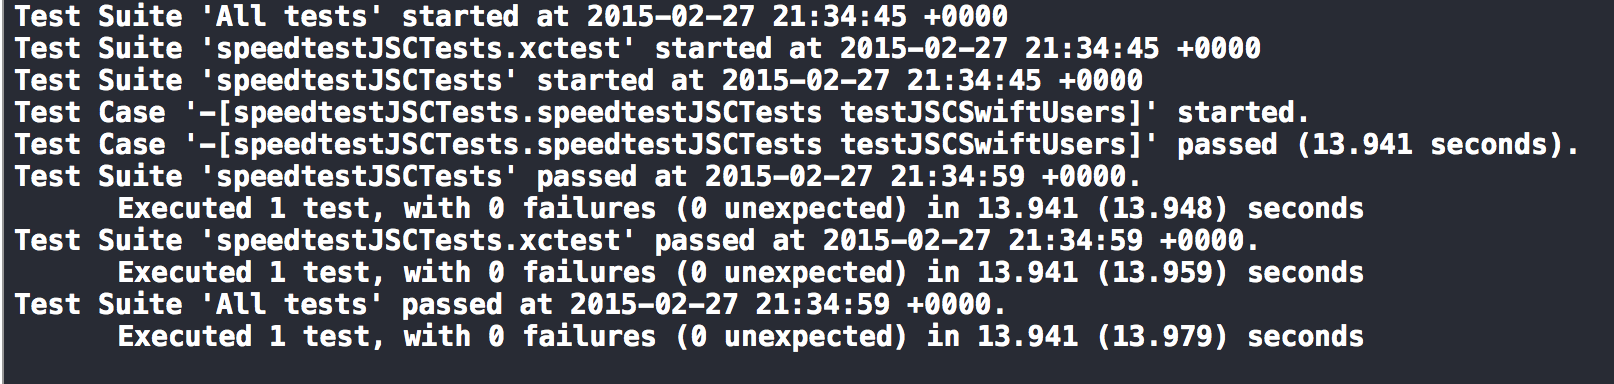 Test Suite 'All tests' started at 2015-02-27 21:34:45 +0000
Test Suite 'speedtestJSCTests.xctest' started at 2015-02-27 21:34:45 +0000
Test Suite 'speedtestJSCTests' started at 2015-02-27 21:34:45 +0000
Test Case '-[speedtestJSCTests.speedtestJSCTests testJSCSwiftUsers]' started.
Test Case '-[speedtestJSCTests.speedtestJSCTests testJSCSwiftUsers]' passed (13.941 seconds).
Test Suite 'speedtestJSCTests' passed at 2015-02-27 21:34:59 +0000.
Executed 1 test, with 0 failures (0 unexpected) in 13.941 (13.948) seconds
Test Suite 'speedtestJSCTests.xctest' passed at 2015-02-27 21:34:59 +0000.
Executed 1 test, with 0 failures (0 unexpected) in 13.941 (13.959) seconds
Test Suite 'All tests' passed at 2015-02-27 21:34:59 +0000.
Executed 1 test, with 0 failures (0 unexpected) in 13.941 (13.979) seconds